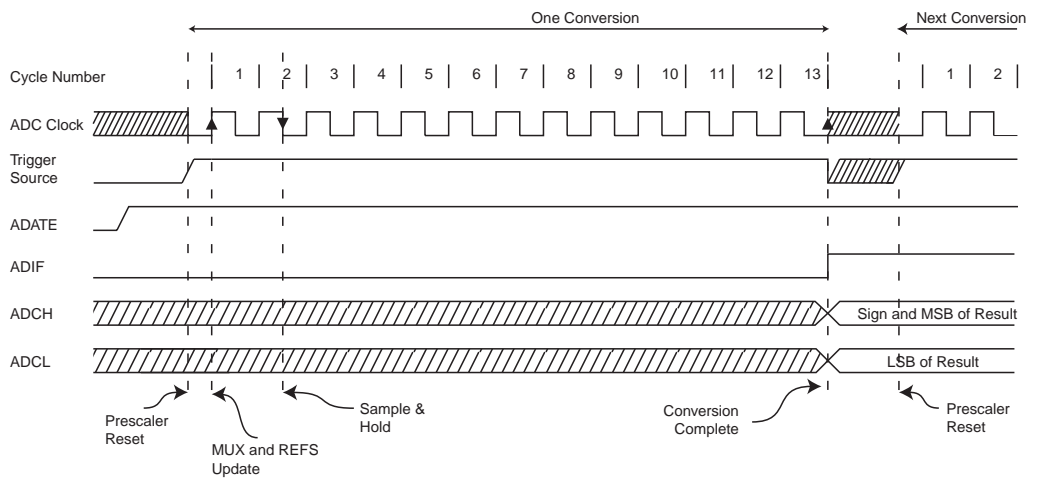 One Conversion
Next Conversion
Cycle Number
1 2 3 4 5 6 7 8 9 10 11 12 13 1 2
ADC Clock
Trigger
Source
ADATE
ADIF
ADCH
Sign and MSB of Result
ADCL
LSB of Result
Prescaler
Reset
MUX and REFS
Update
Sample &
Hold
Conversion
Complete
Prescaler
Reset